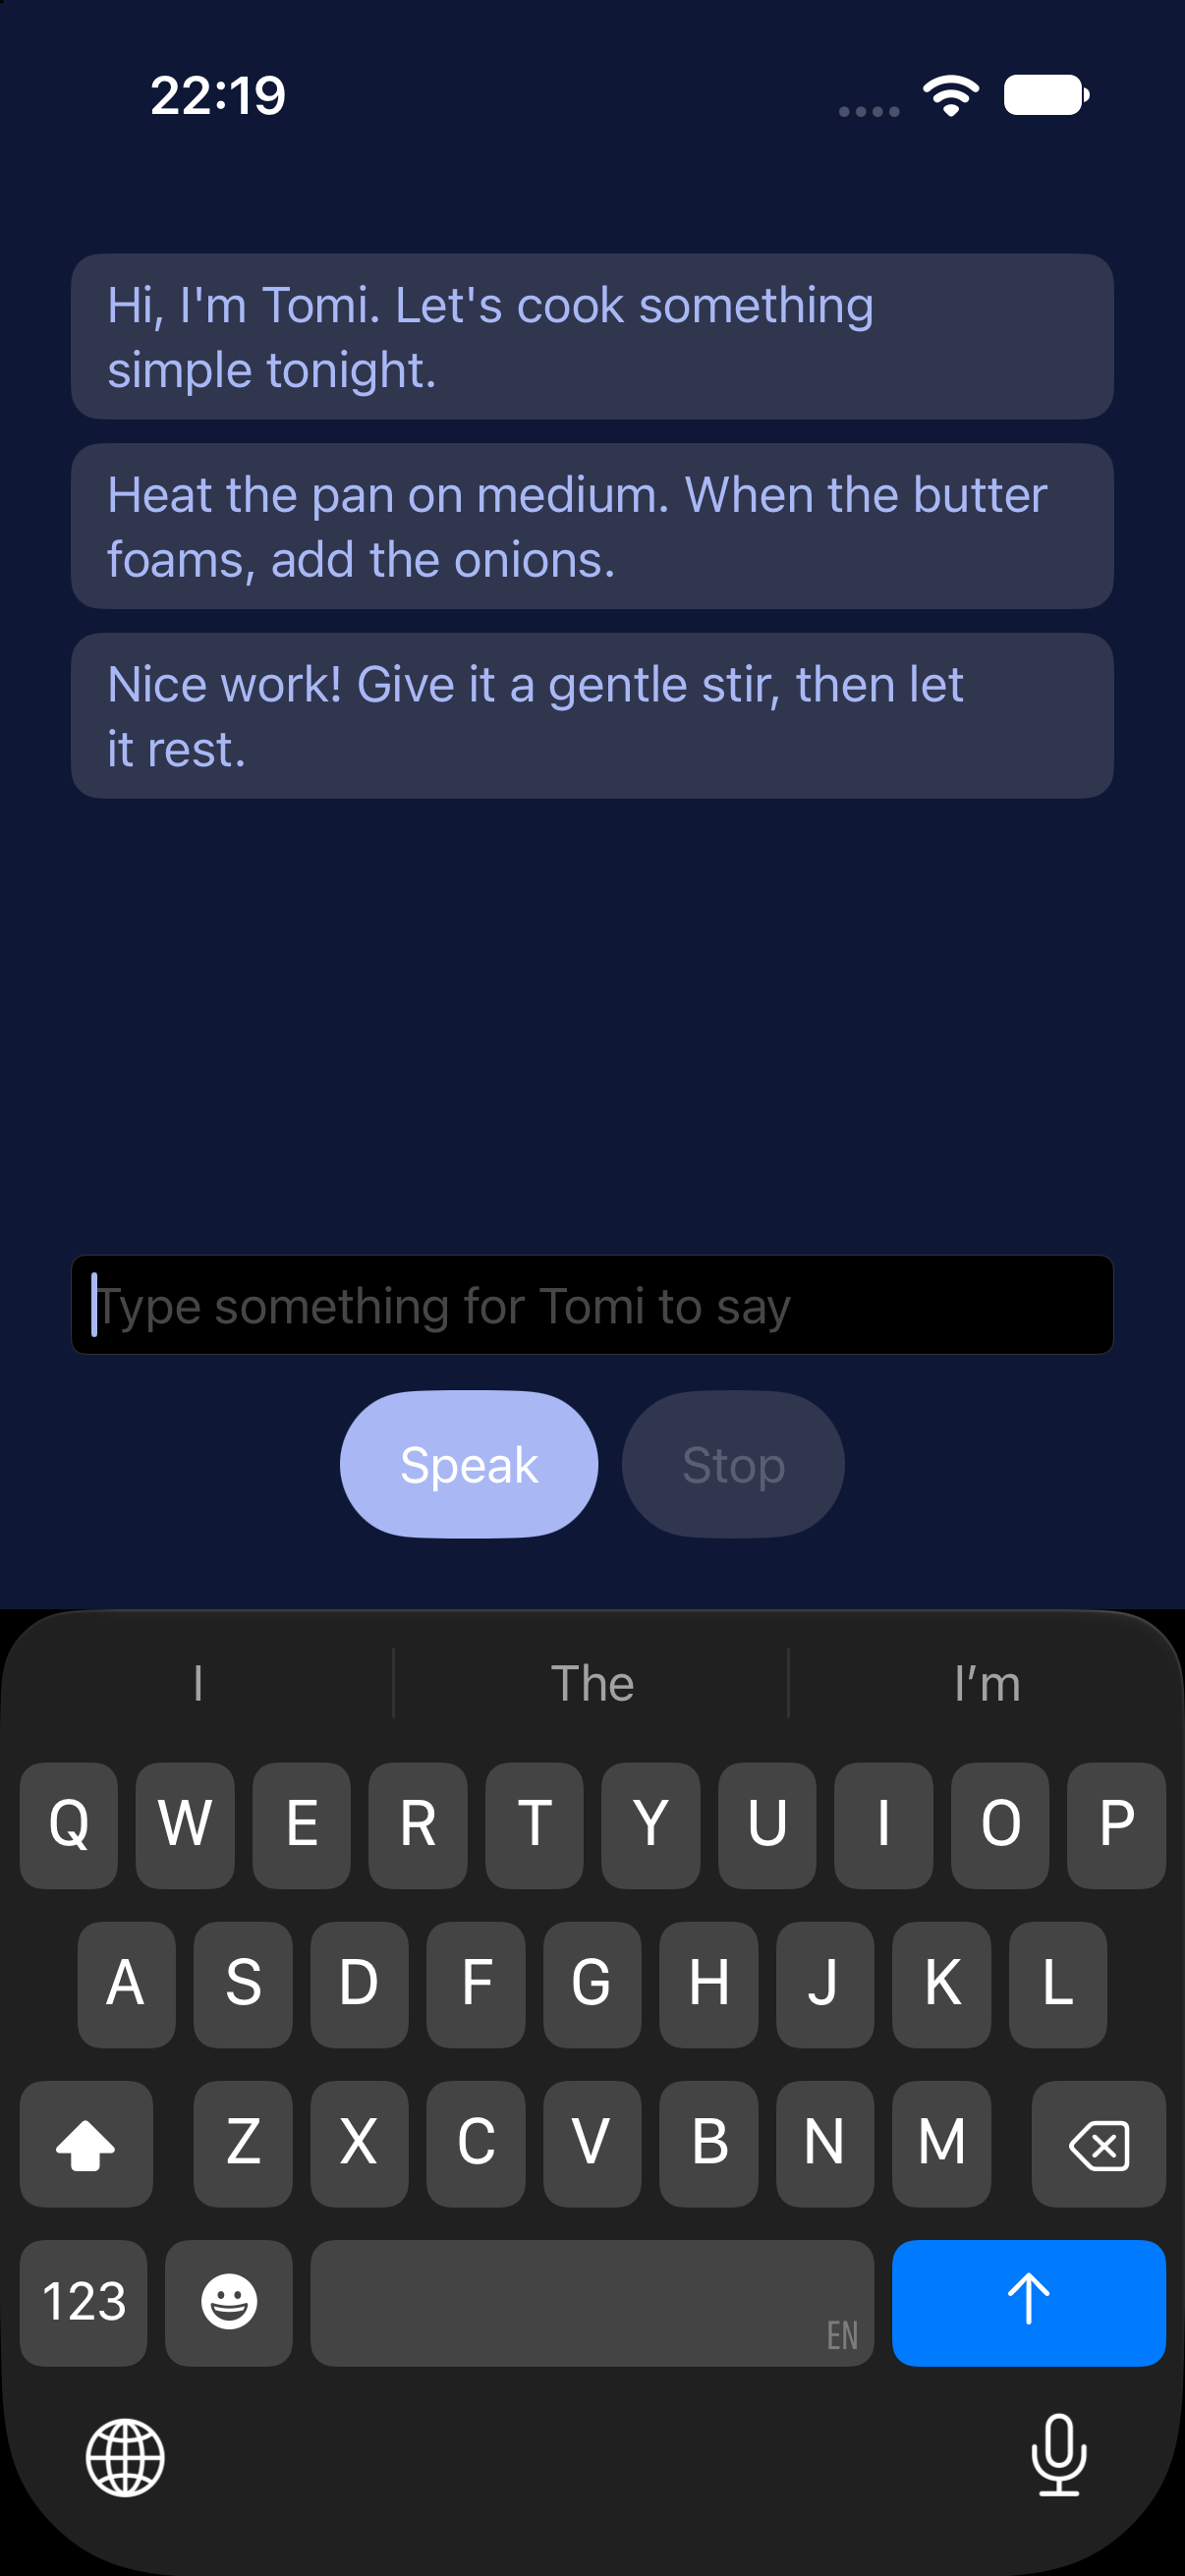 22:19
Hi, I'm Tomi. Let's cook something
simple tonight.
Heat the pan on medium. When the butter
foams, add the onions.
Nice work! Give it a gentle stir, then let
it rest.
Type something for Tomi to say
Speak Stop
I The I’m
Q W E R T Y U I O P
A S D F G H J K L
Z X C V B N M
123 EN